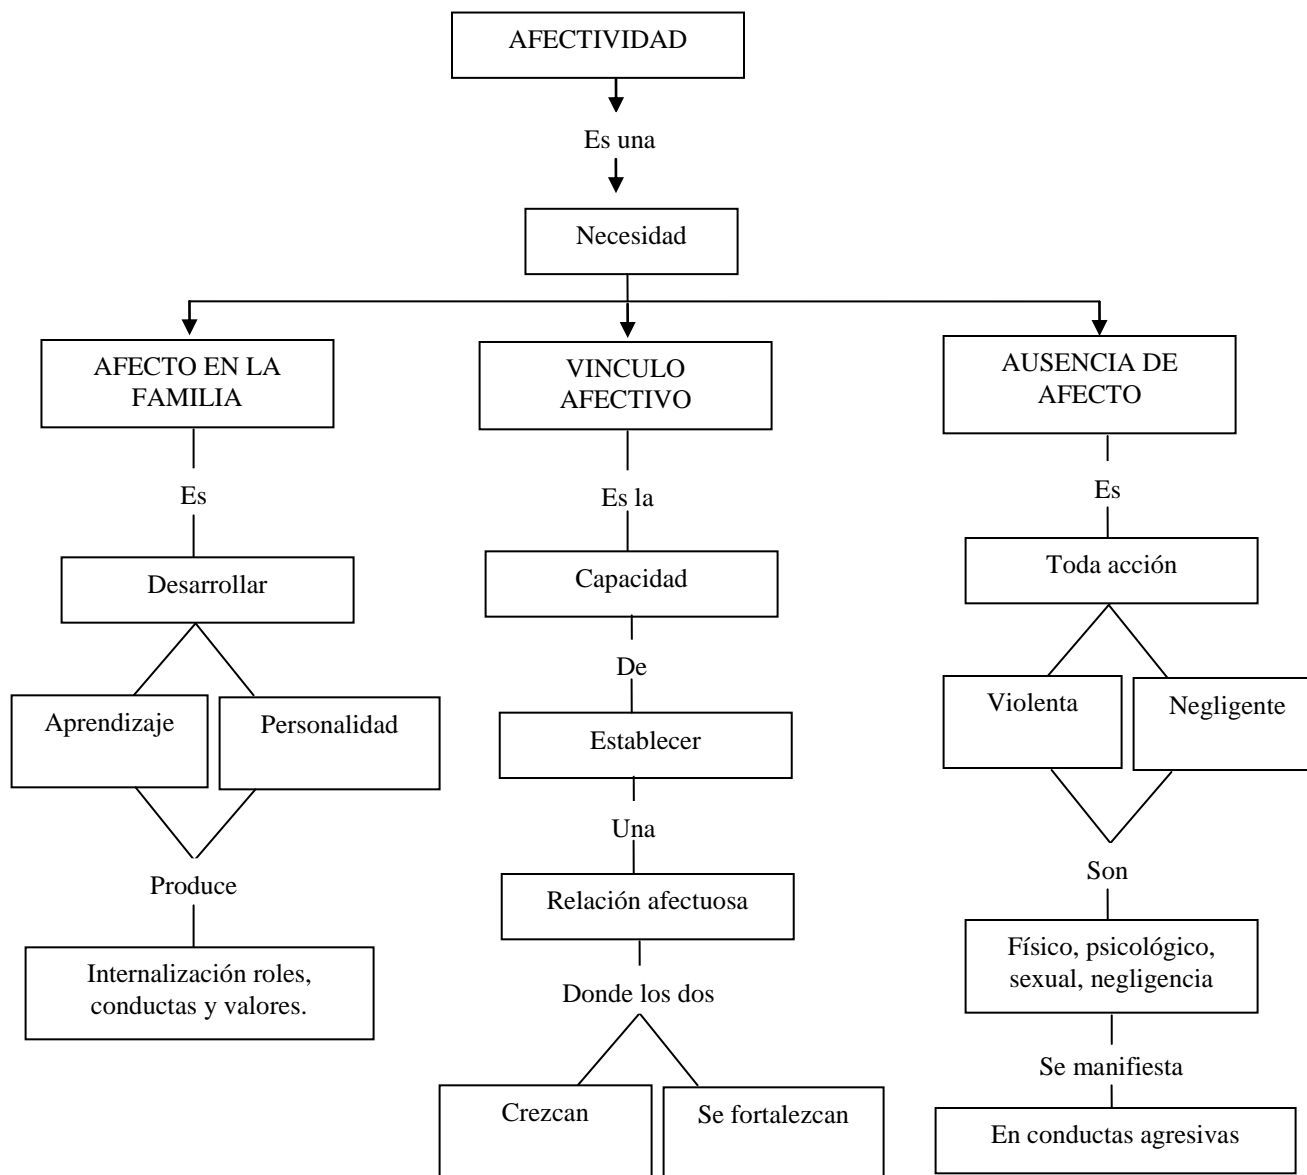 AFECTIVIDAD
Es una
Necesidad
AFECTO EN LA
FAMILIA
Es
Desarrollar
Aprendizaje
Personalidad
Produce
Internalización roles,
conductas y valores.
VINCULO
AFECTIVO
Es la
Capacidad
De
Establecer
Una
Relación afectuosa
Donde los dos
Crezcan
Se fortalezcan
AUSENCIA DE
AFECTO
Es
Toda acción
Violenta
Negligente
Son
Físico, psicológico,
sexual, negligencia
Se manifiesta
En conductas agresivas